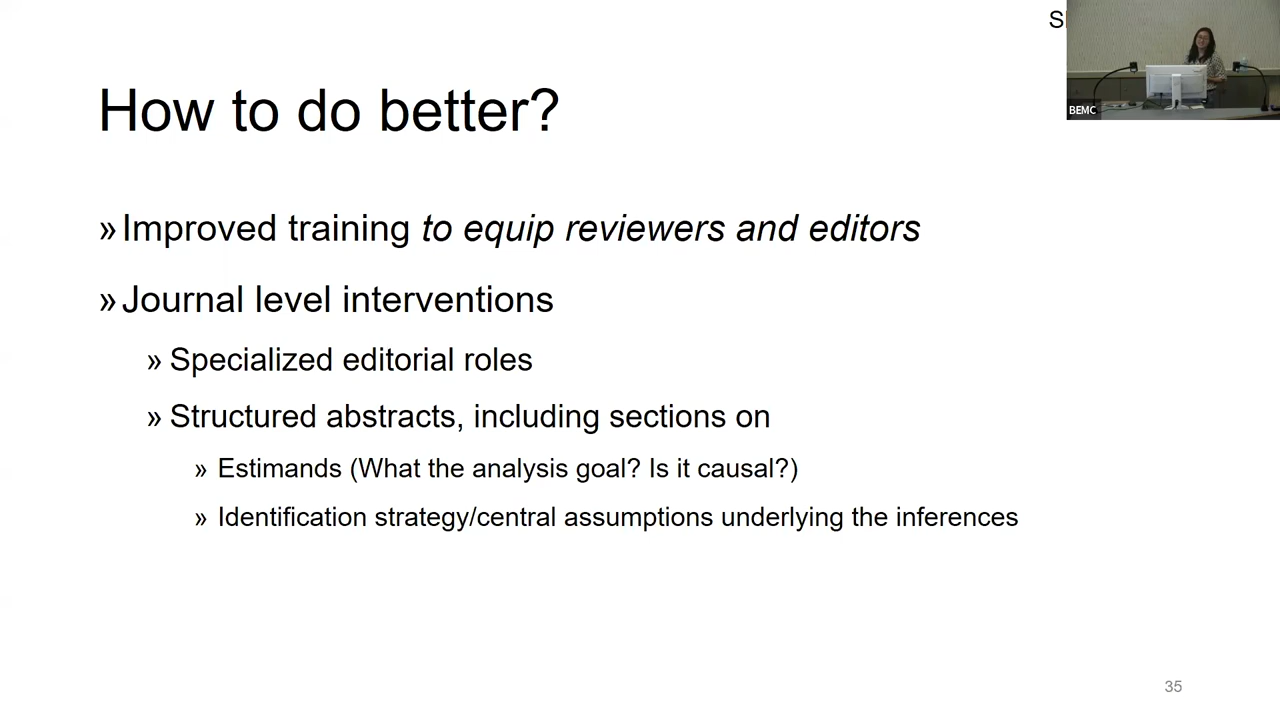 How to do better?
» Improved training to equip reviewers and editors
» Journal level interventions
» Specialized editorial roles
» Structured abstracts, including sections on
» Estimands (What the analysis goal? Is it causal?)
» Identification strategy/central assumptions underlying the inferences
BEMC
35